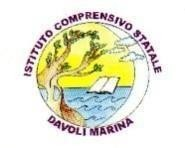 ISTITUTO COMPRENSIVO STATALE
DAVOLI MARINA